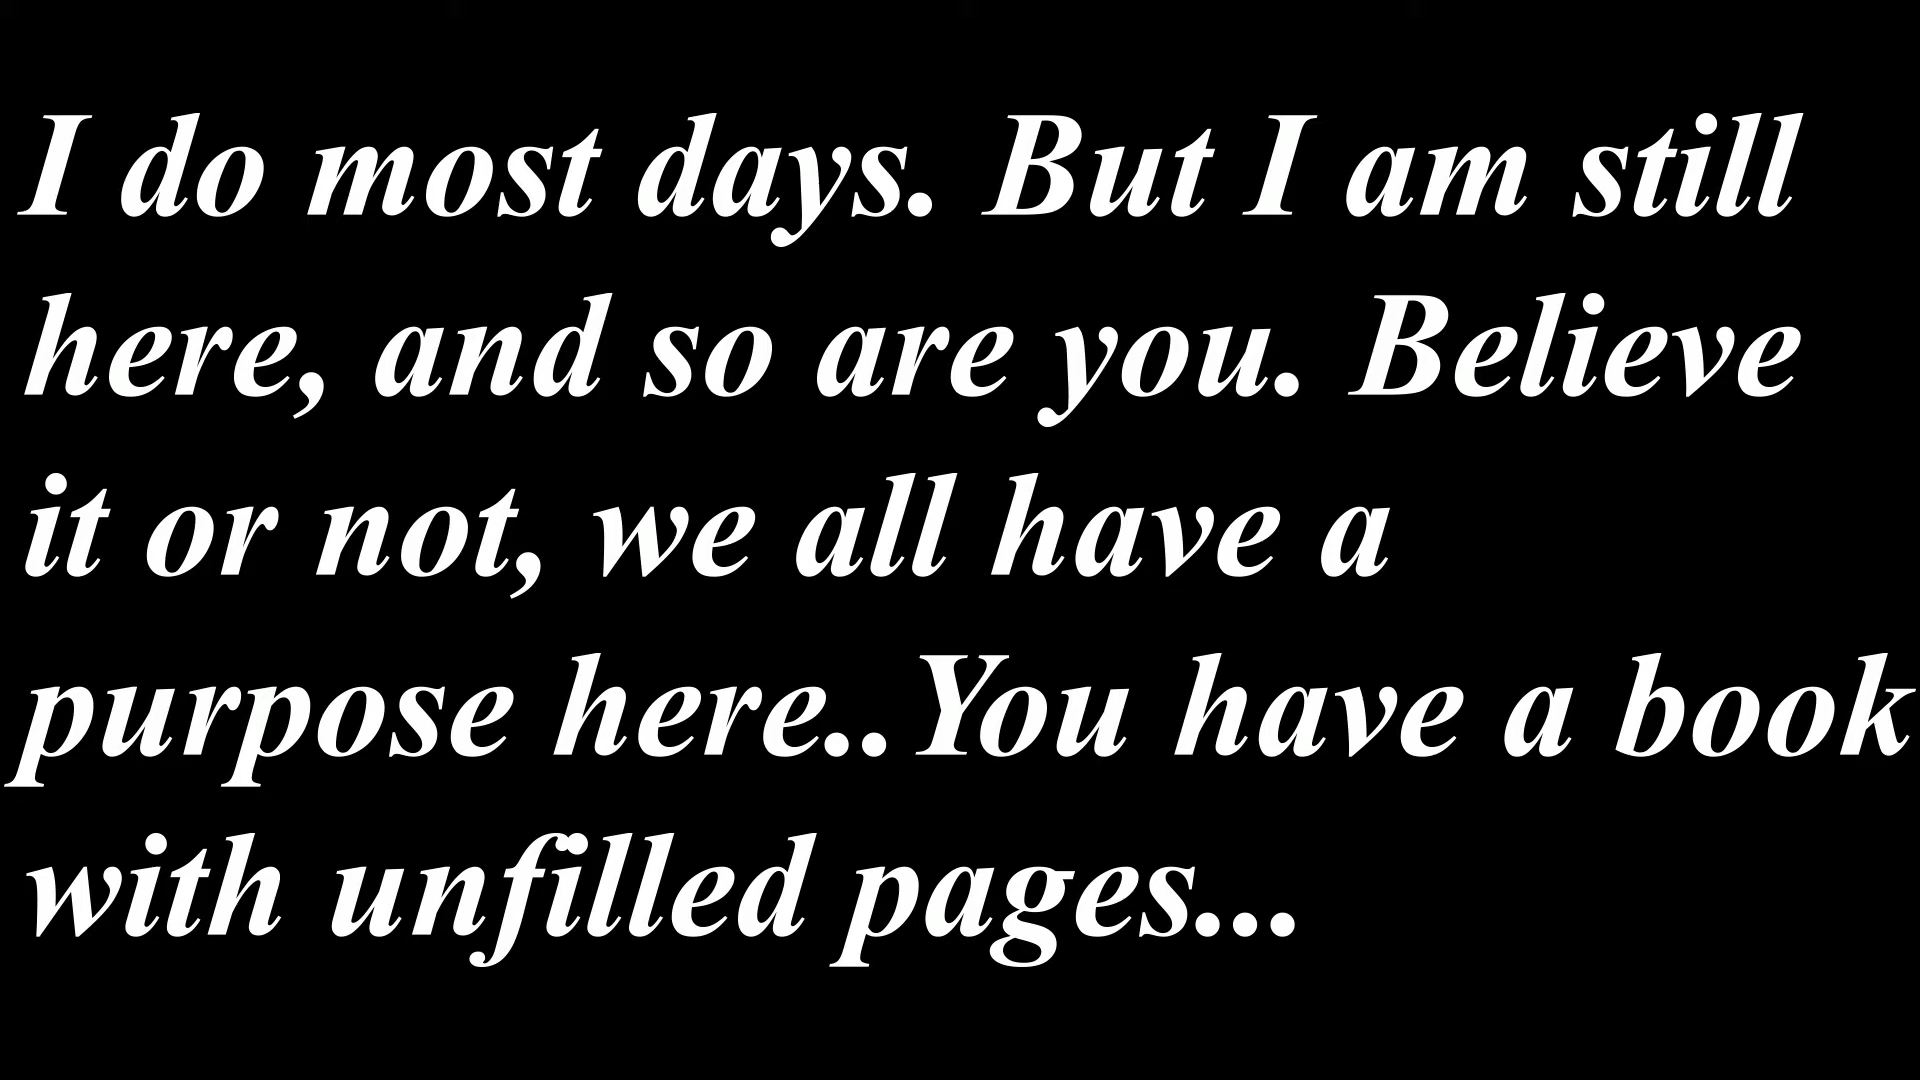 I do most days. But I am still
here, and so are you. Believe
it or not, we all have a
purpose here..You have a book
with unfilled pages...